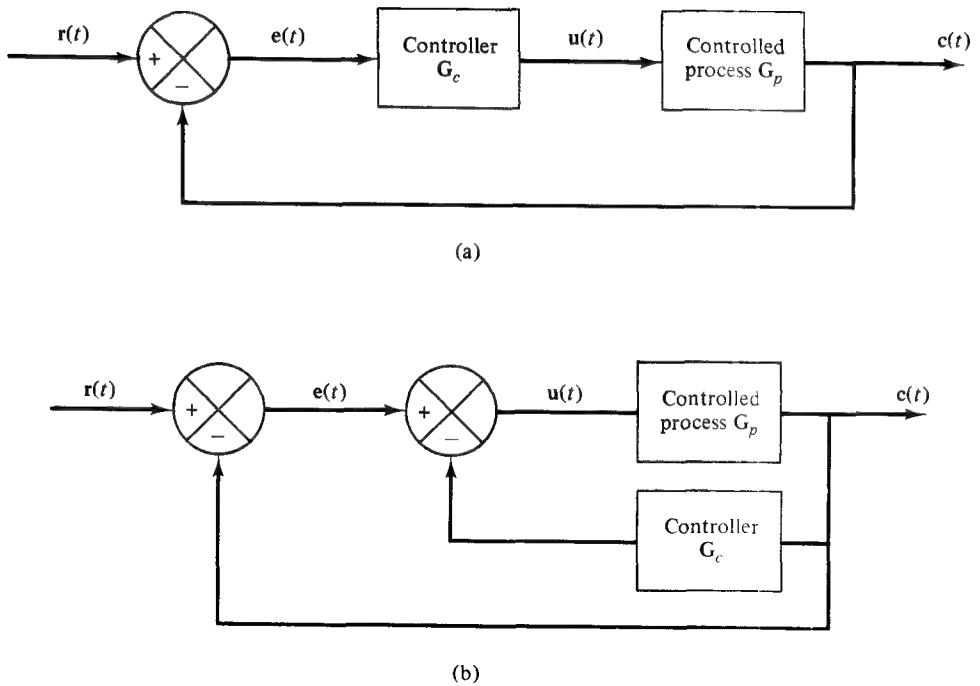 r(t)
e(t)
Controller
G_c
u(t)
Controlled
process G_p
c(t)
+
−
(a)
r(t)
e(t)
u(t)
Controlled
process G_p
c(t)
+
−
+
−
Controller
G_c
(b)